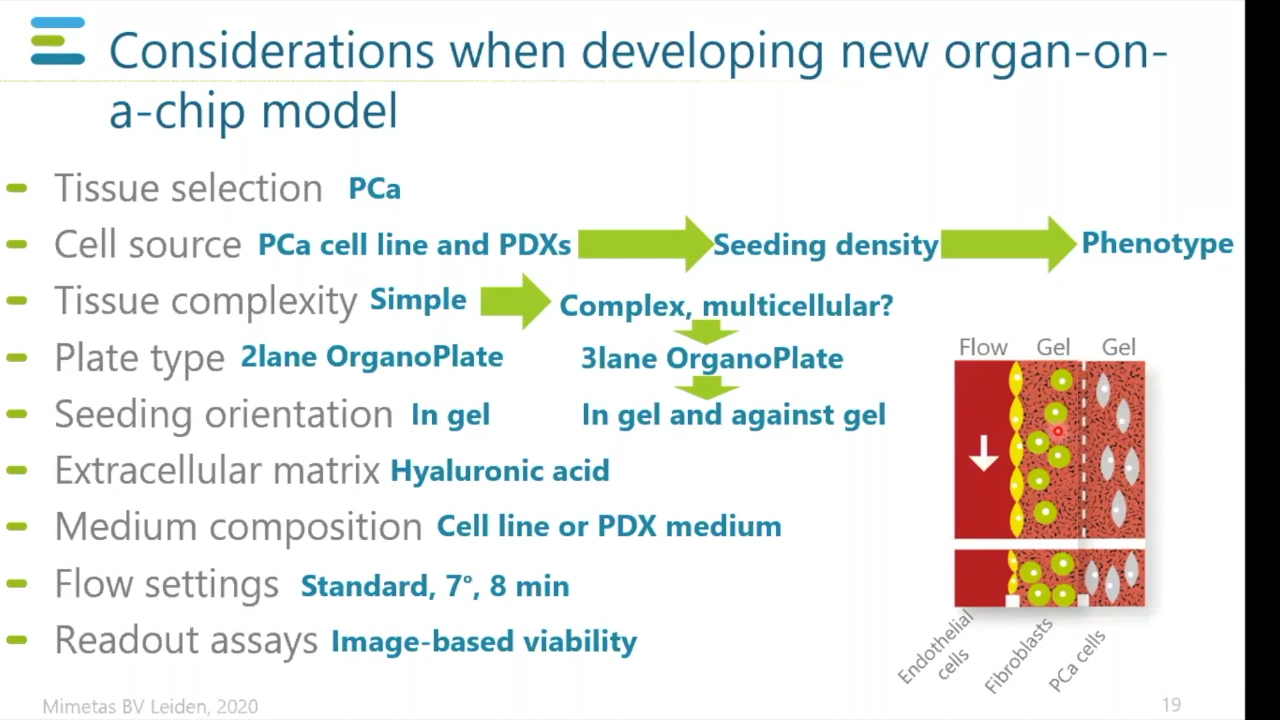 Considerations when developing new organ-on-
a-chip model
Tissue selection PCa
Cell source PCa cell line and PDXs Seeding density Phenotype
Tissue complexity Simple Complex, multicellular?
Plate type 2lane OrganoPlate 3lane OrganoPlate
Seeding orientation In gel In gel and against gel
Extracellular matrix Hyaluronic acid
Medium composition Cell line or PDX medium
Flow settings Standard, 7°, 8 min
Readout assays Image-based viability
Flow Gel Gel
Endothelial
cells
Fibroblasts
PCa cells
Mimetas BV Leiden, 2020
19